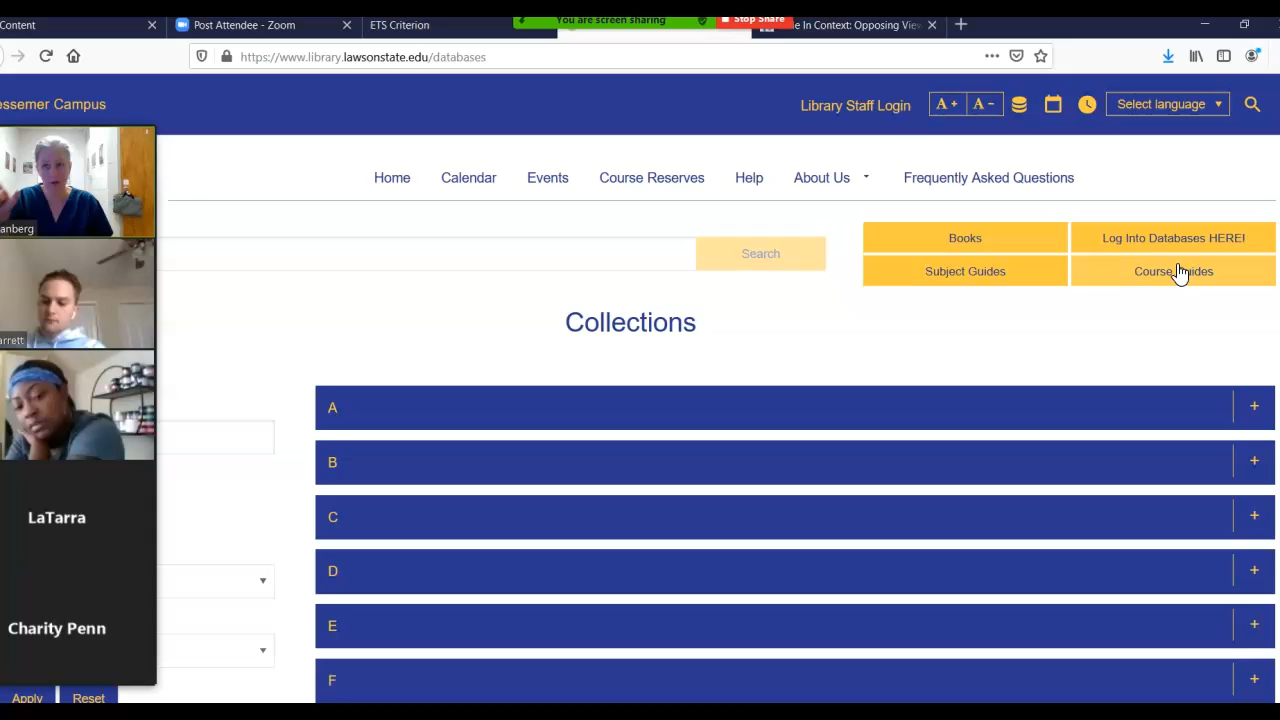 Content
Post Attendee - Zoom
ETS Criterion
You are screen sharing
Stop Share
e In Context: Opposing View
https://www.library.lawsonstate.edu/databases
essemer Campus
Library Staff Login
A+
A-
Select language
anberg
Home
Calendar
Events
Course Reserves
Help
About Us
Frequently Asked Questions
Search
Books
Log Into Databases HERE!
Subject Guides
Course Guides
arrett
Collections
A +
B +
C +
D +
E +
F +
LaTarra
Charity Penn
Apply
Reset